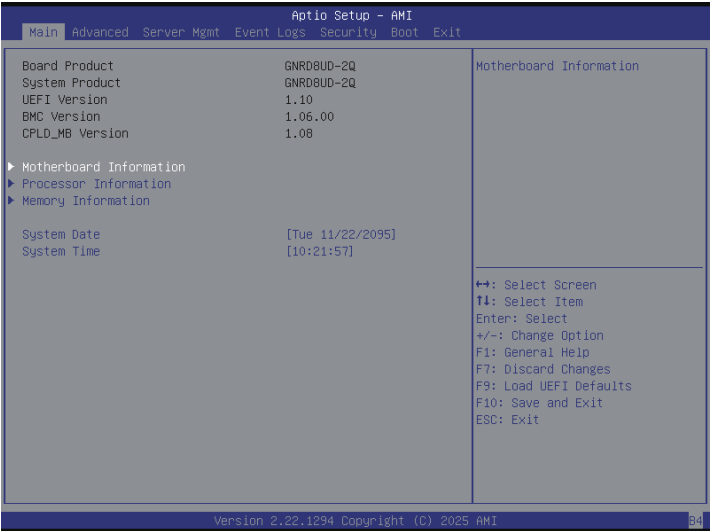 Aptio Setup - AMI
Main Advanced Server Mgmt Event Logs Security Boot Exit
Board Product GNRD8UD-2Q
System Product GNRD8UD-2Q
UEFI Version 1.10
BMC Version 1.06.00
CPLD_MB Version 1.08
Motherboard Information
Processor Information
Memory Information
System Date [Tue 11/22/2095]
System Time [10:21:57]
Motherboard Information
↔: Select Screen
↑↓: Select Item
Enter: Select
+/-: Change Option
F1: General Help
F7: Discard Changes
F9: Load UEFI Defaults
F10: Save and Exit
ESC: Exit
Version 2.22.1294 Copyright (C) 2025 AMI
B4